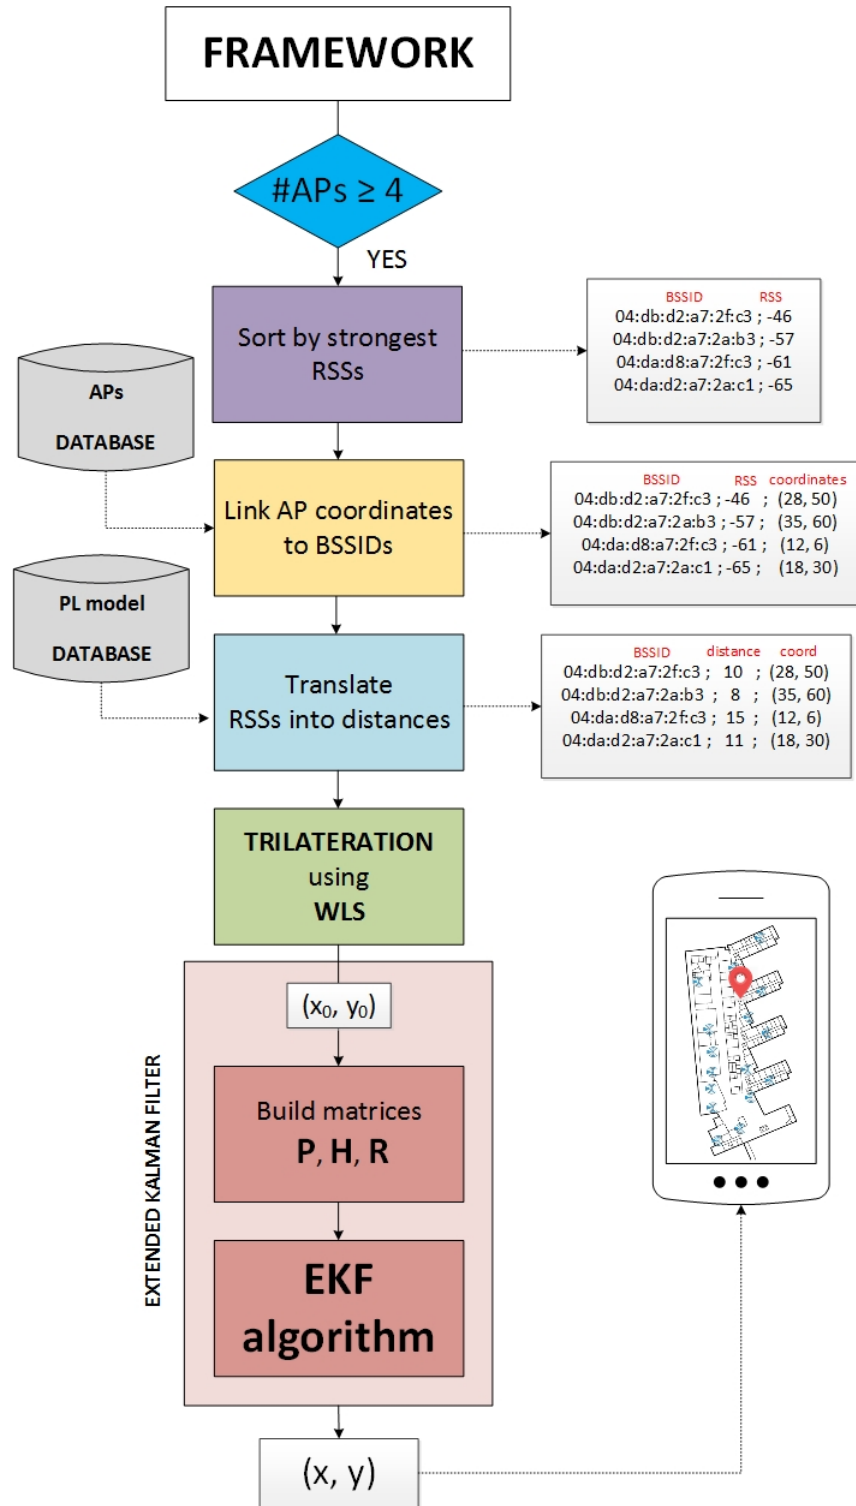 FRAMEWORK
#APs ≥ 4
YES
Sort by strongest
RSSs
BSSID RSS
04:db:d2:a7:2f:c3 ; -46
04:db:d2:a7:2a:b3 ; -57
04:da:d8:a7:2f:c3 ; -61
04:da:d2:a7:2a:c1 ; -65
APs
DATABASE
Link AP coordinates
to BSSIDs
BSSID RSS coordinates
04:db:d2:a7:2f:c3 ; -46 ; (28, 50)
04:db:d2:a7:2a:b3 ; -57 ; (35, 60)
04:da:d8:a7:2f:c3 ; -61 ; (12, 6)
04:da:d2:a7:2a:c1 ; -65 ; (18, 30)
PL model
DATABASE
Translate
RSSs into distances
BSSID distance coord
04:db:d2:a7:2f:c3 ; 10 ; (28, 50)
04:db:d2:a7:2a:b3 ; 8 ; (35, 60)
04:da:d8:a7:2f:c3 ; 15 ; (12, 6)
04:da:d2:a7:2a:c1 ; 11 ; (18, 30)
TRILATERATION
using
WLS
EXTENDED KALMAN FILTER
(x₀, y₀)
Build matrices
P, H, R
EKF
algorithm
(x, y)